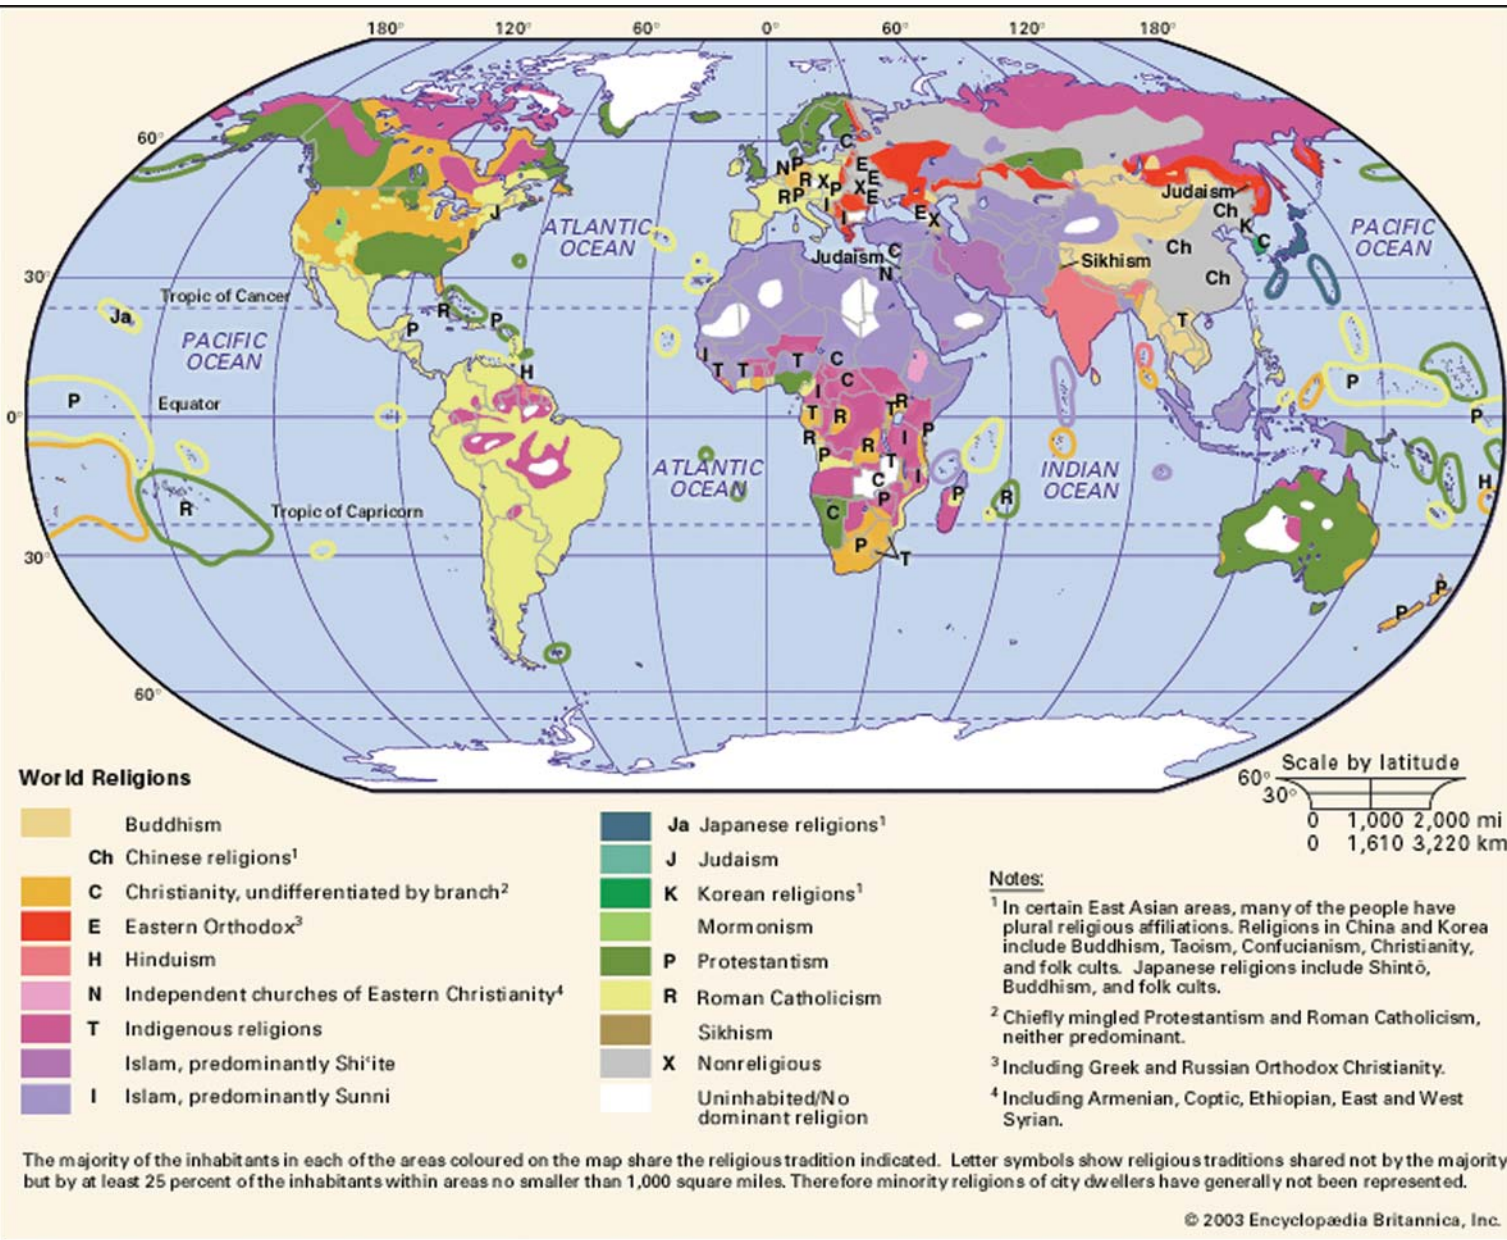 180° 120° 60° 0° 60° 120° 180°
60°
30°
0°
30°
60°
ATLANTIC
OCEAN
PACIFIC
OCEAN
PACIFIC
OCEAN
ATLANTIC
OCEAN
INDIAN
OCEAN
Tropic of Cancer
Equator
Tropic of Capricorn
Judaism
Judaism
Sikhism
J
C
N P
R X P
R P
I
I
E
E
X E
E X
C
N
Ch
K
C
Ch
Ch
T
Ja
R
P
P
H
P
R
I
T
T
T
C
C
I
T
R
T R
R
P
R
I
P
T
I
C
P
C
P
T
P
R
P
P
H
P
P
World Religions
Buddhism
Ch Chinese religions¹
C Christianity, undifferentiated by branch²
E Eastern Orthodox³
H Hinduism
N Independent churches of Eastern Christianity⁴
T Indigenous religions
Islam, predominantly Shiʿite
I Islam, predominantly Sunni
Ja Japanese religions¹
J Judaism
K Korean religions¹
Mormonism
P Protestantism
R Roman Catholicism
Sikhism
X Nonreligious
Uninhabited/No
dominant religion
Scale by latitude
60°
30°
0 1,000 2,000 mi
0 1,610 3,220 km
Notes:
¹ In certain East Asian areas, many of the people have
plural religious affiliations. Religions in China and Korea
include Buddhism, Taoism, Confucianism, Christianity,
and folk cults. Japanese religions include Shintō,
Buddhism, and folk cults.
² Chiefly mingled Protestantism and Roman Catholicism,
neither predominant.
³ Including Greek and Russian Orthodox Christianity.
⁴ Including Armenian, Coptic, Ethiopian, East and West
Syrian.
The majority of the inhabitants in each of the areas coloured on the map share the religious tradition indicated. Letter symbols show religious traditions shared not by the majority
but by at least 25 percent of the inhabitants within areas no smaller than 1,000 square miles. Therefore minority religions of city dwellers have generally not been represented.
© 2003 Encyclopædia Britannica, Inc.